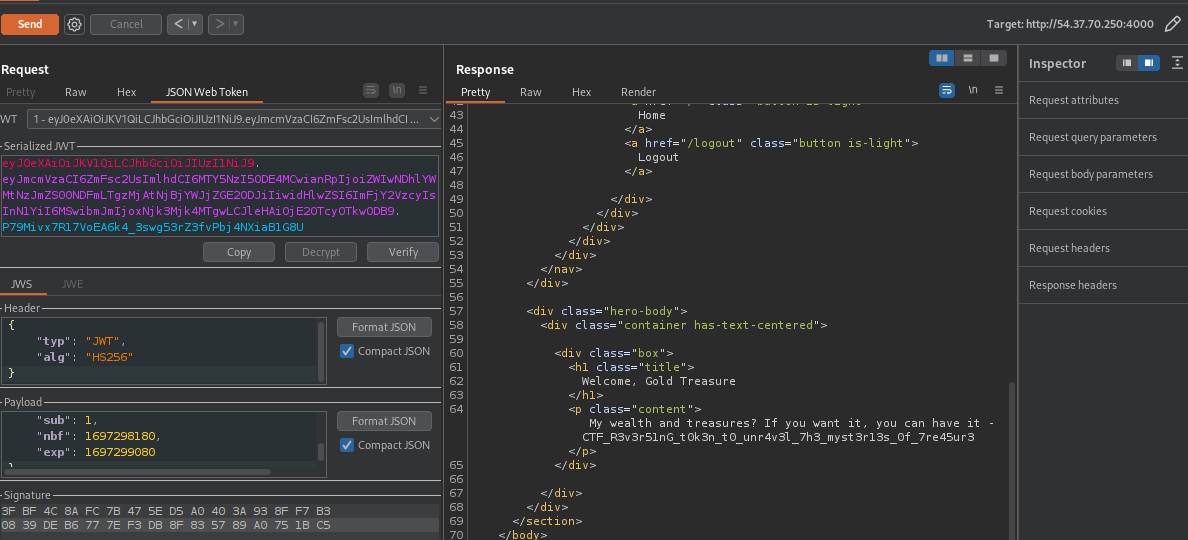 Send
Cancel
< ▾
> ▾
Target: http://54.37.70.250:4000
Request
Pretty Raw Hex JSON Web Token
\n
WT 1 - eyJ0eXAiOiJKV1QiLCJhbGciOiJIUzI1NiJ9.eyJmcmVzaCI6ZmFsc2UsImlhdCI ...
Serialized JWT
eyJ0eXAiOiJKV1QiLCJhbGciOiJIUzI1NiJ9.
eyJmcmVzaCI6ZmFsc2UsImlhdCI6MTY5NzI5ODE4MCwianRpIjoiZWIwNDhlYW
InN1YiI6MSwibmJmIjoxNjk3Mjk4MTgwLCJleHAiOjE2OTcyOTkwODB9.
P79Mivx7R17VoEA6k4_3swg53rZ3fvPbj4NXiaB1G8U
Copy Decrypt Verify
JWS JWE
Header
{
"typ": "JWT",
"alg": "HS256"
}
Format JSON
Compact JSON
Payload
"sub": 1,
"nbf": 1697298180,
"exp": 1697299080
Format JSON
Compact JSON
Signature
3F BF 4C 8A FC 7B 47 5E D5 A0 40 3A 93 8F F7 B3
08 39 DE B6 77 7E F3 DB 8F 83 57 89 A0 75 1B C5
Response
Pretty Raw Hex Render
\n
43 Home
44 </a>
45 <a href="/logout" class="button is-light">
46 Logout
47 </a>
48
49 </div>
50 </div>
51 </div>
52 </div>
53 </div>
54 </nav>
55 </div>
56
57 <div class="hero-body">
58 <div class="container has-text-centered">
59
60 <div class="box">
61 <h1 class="title">
62 Welcome, Gold Treasure
63 </h1>
64 <p class="content">
My wealth and treasures? If you want it, you can have it -
CTF_R3v3r51nG_t0k3n_t0_unr4v3l_7h3_myst3r13s_0f_7re45ur3
</p>
65 </div>
66
67 </div>
68 </div>
69 </section>
70 </body>
Inspector
Request attributes
Request query parameters
Request body parameters
Request cookies
Request headers
Response headers